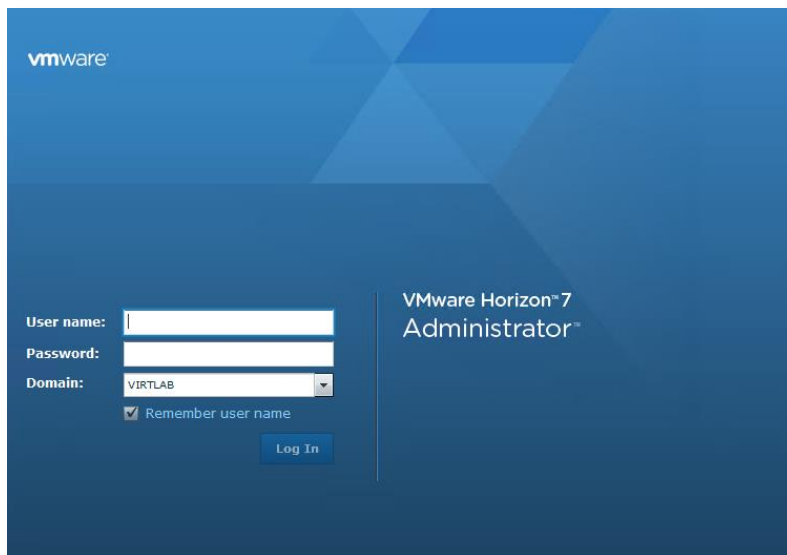 vmware
User name:
Password:
Domain:
VIRTLAB
Remember user name
Log In
VMware Horizon™ 7
Administrator™